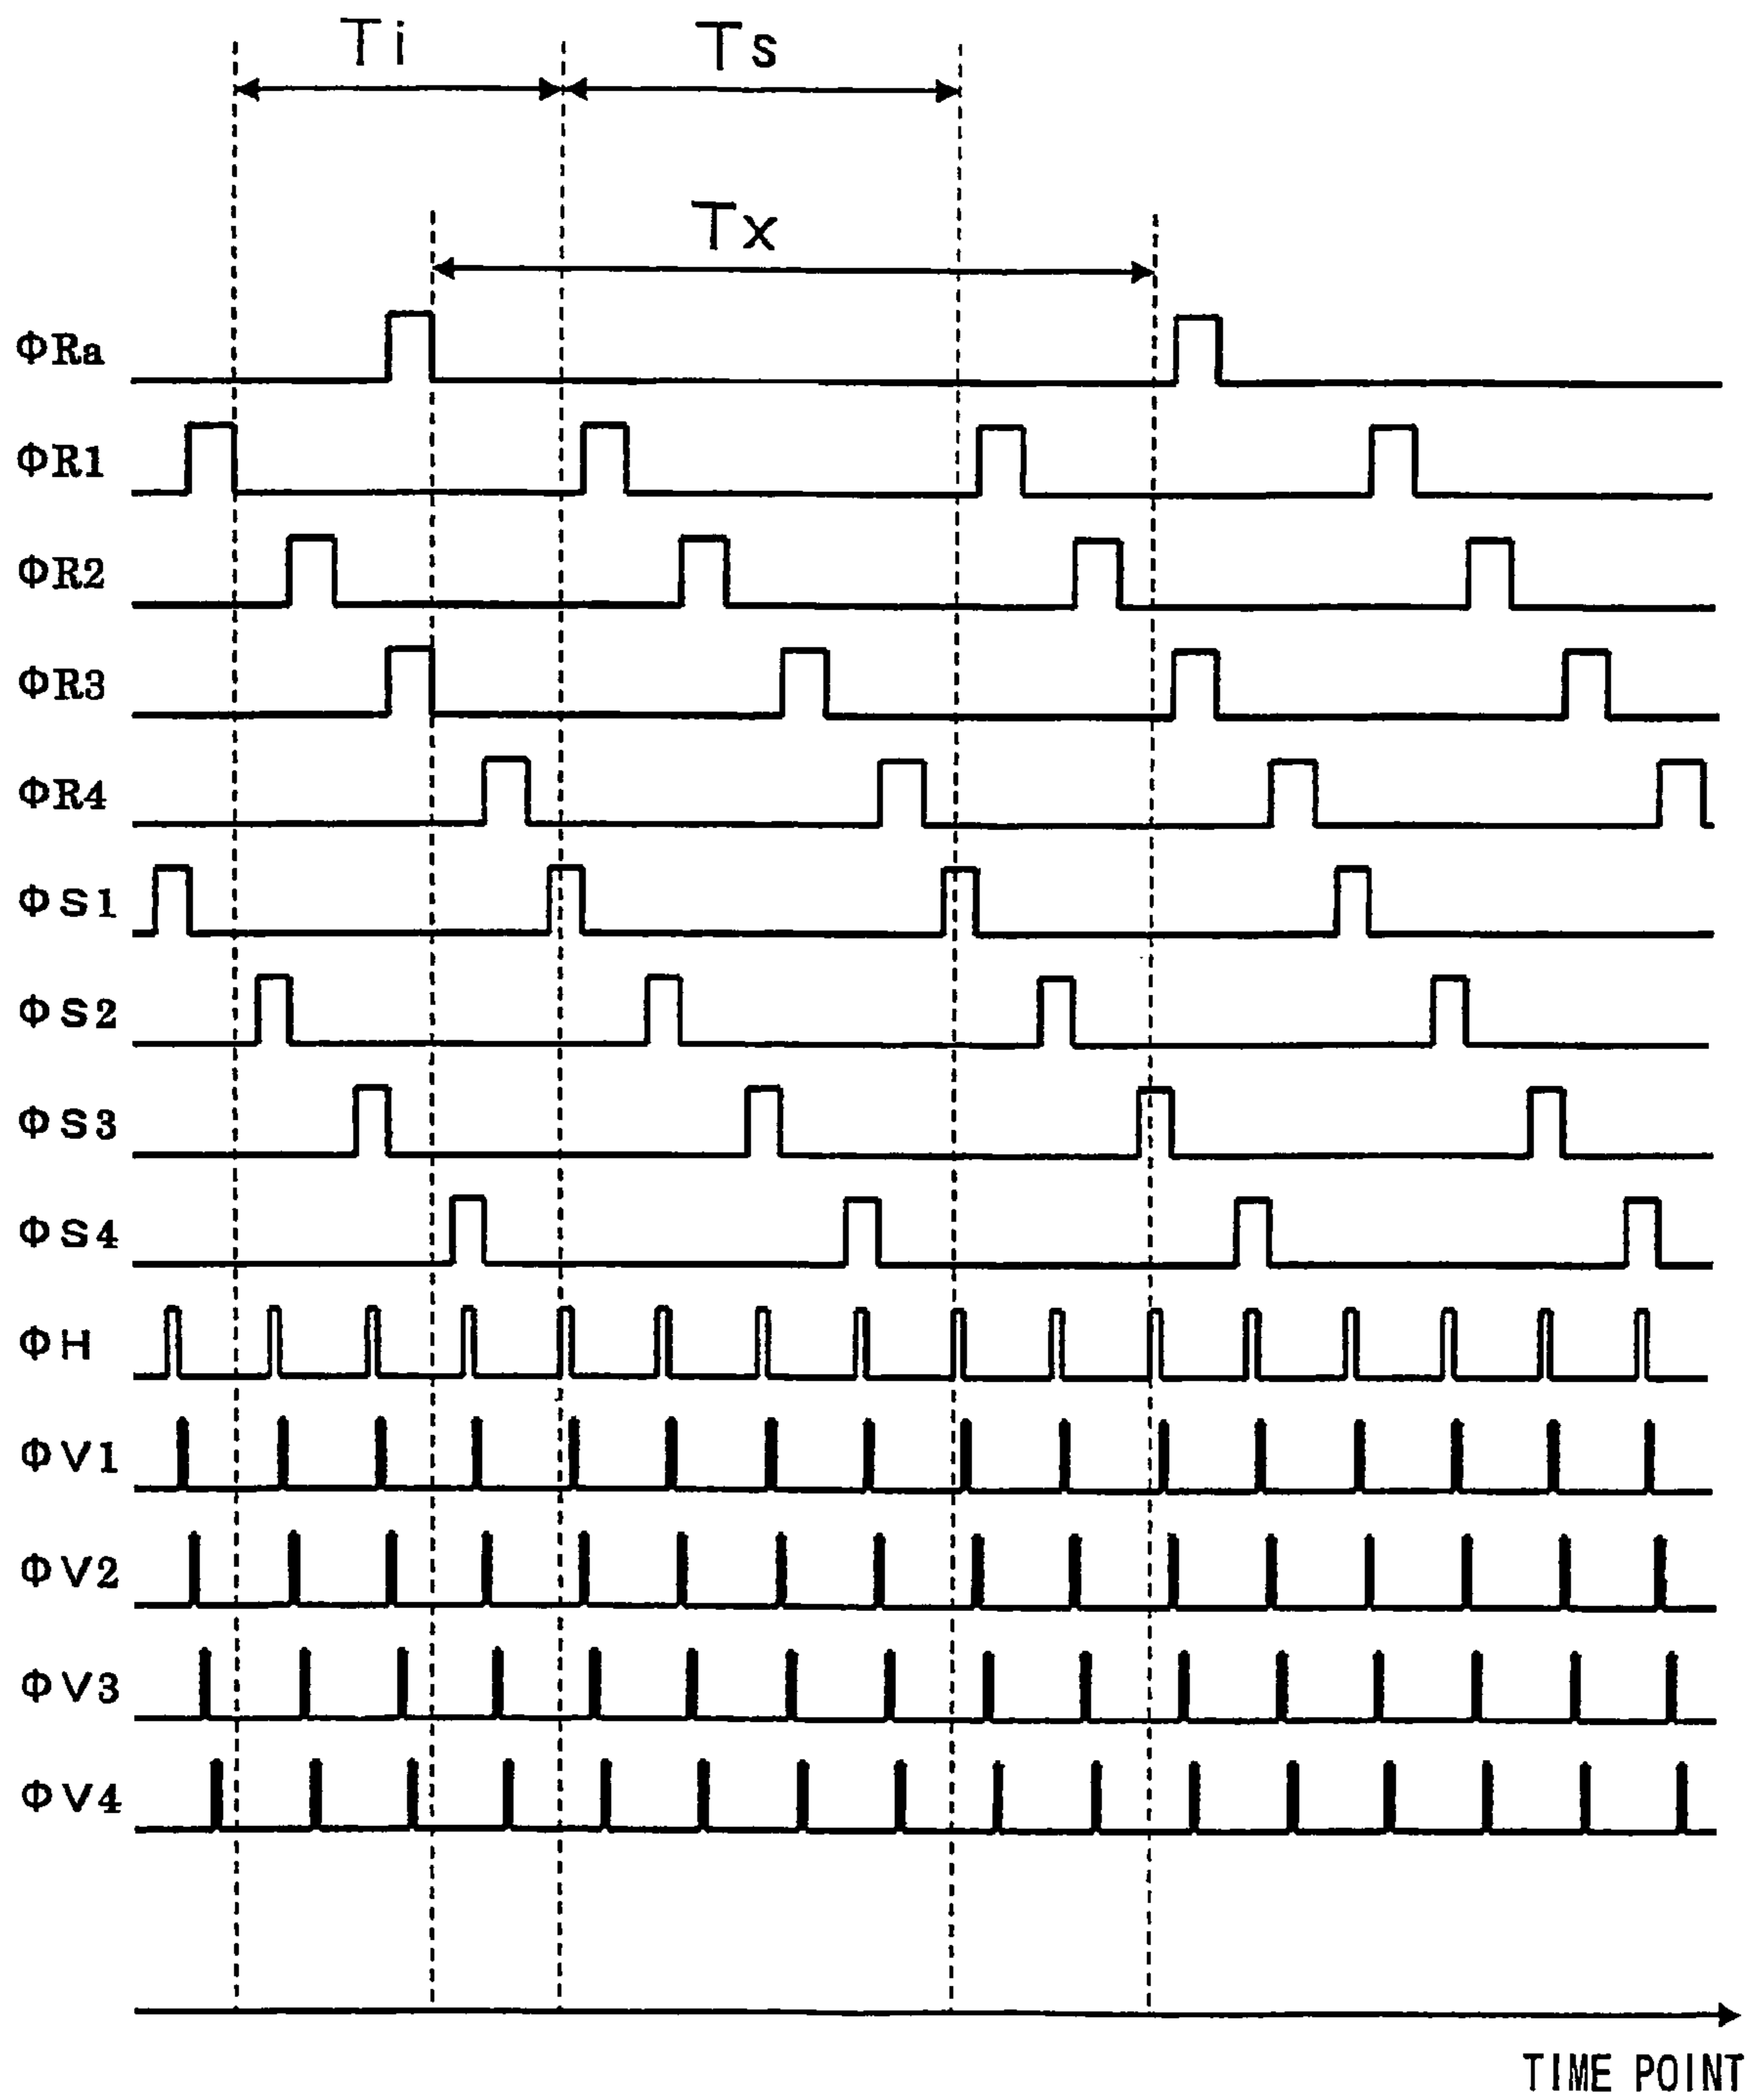 Ti Ts
Tx
ΦRa
ΦR1
ΦR2
ΦR3
ΦR4
ΦS1
ΦS2
ΦS3
ΦS4
ΦH
ΦV1
ΦV2
ΦV3
ΦV4
TIME POINT